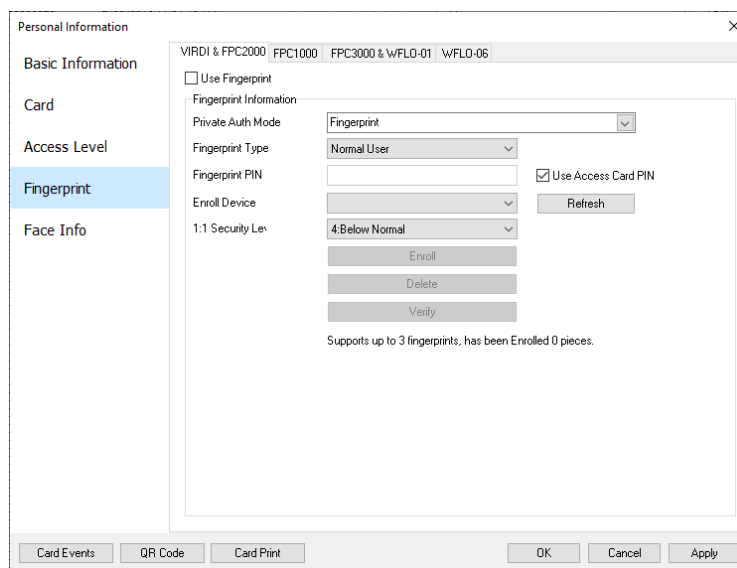 Personal Information
Basic Information
Card
Access Level
Fingerprint
Face Info
VIRDI & FPC2000 FPC1000 FPC3000 & WFLO-01 WFLO-06
Use Fingerprint
Fingerprint Information
Private Auth Mode Fingerprint
Fingerprint Type Normal User
Fingerprint PIN Use Access Card PIN
Enroll Device Refresh
1:1 Security Lev 4:Below Normal
Enroll
Delete
Verify
Supports up to 3 fingerprints, has been Enrolled 0 pieces.
Card Events QR Code Card Print OK Cancel Apply